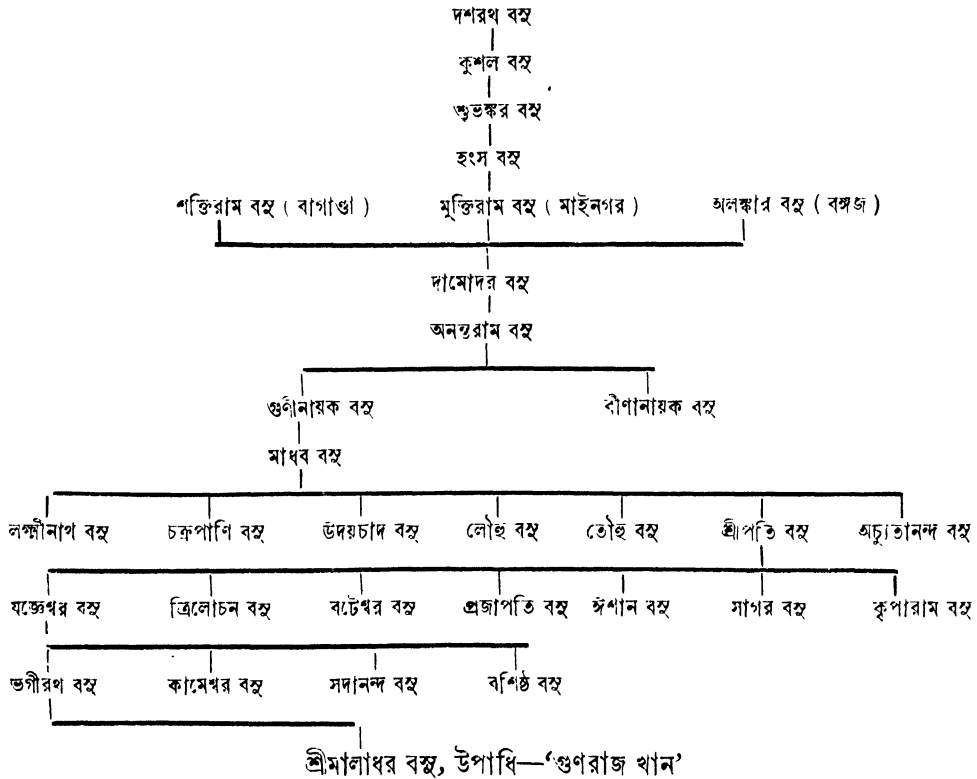 দশরথ বসু
কুশল বসু
শুভঙ্কর বসু
হংস বসু
শক্তিরাম বসু ( বাগাণ্ডা ) মুক্তিরাম বসু ( মাইনগর ) অলঙ্কার বসু ( বঙ্গজ )
দামোদর বসু
অনন্তরাম বসু
গুণানায়ক বসু বীণানায়ক বসু
মাধব বসু
লক্ষ্মীনাথ বসু চক্রপাণি বসু উদয়চাদ বসু লৌহু বসু তৌহু বসু শ্রীপতি বসু অচ্যুতানন্দ বসু
যজ্ঞেশ্বর বসু ত্রিলোচন বসু বটেশ্বর বসু প্রজাপতি বসু ঈশান বসু সাগর বসু কৃপারাম বসু
ভগীরথ বসু কামেশ্বর বসু সদানন্দ বসু বশিষ্ঠ বসু
শ্রীমালাধর বসু, উপাধি—‘গুণরাজ খান’